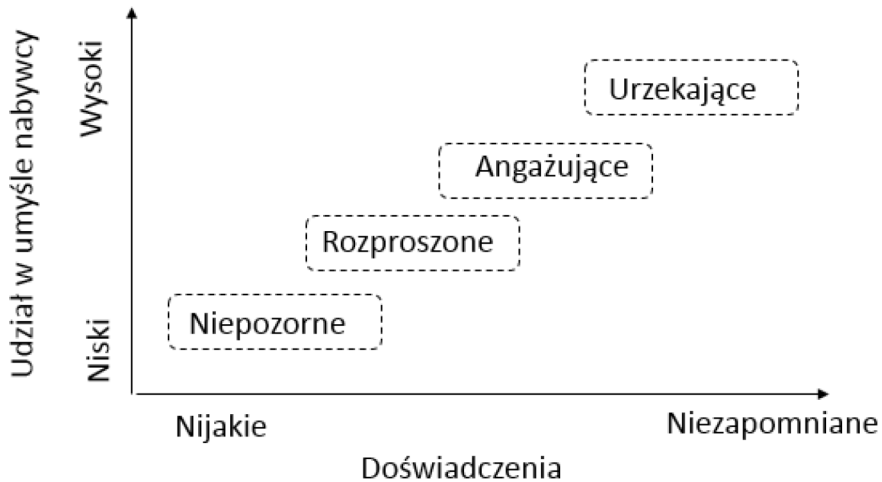 Udział w umyśle nabywcy
Wysoki
Niski
Urzekające
Angażujące
Rozproszone
Niepozorne
Nijakie
Niezapomniane
Doświadczenia